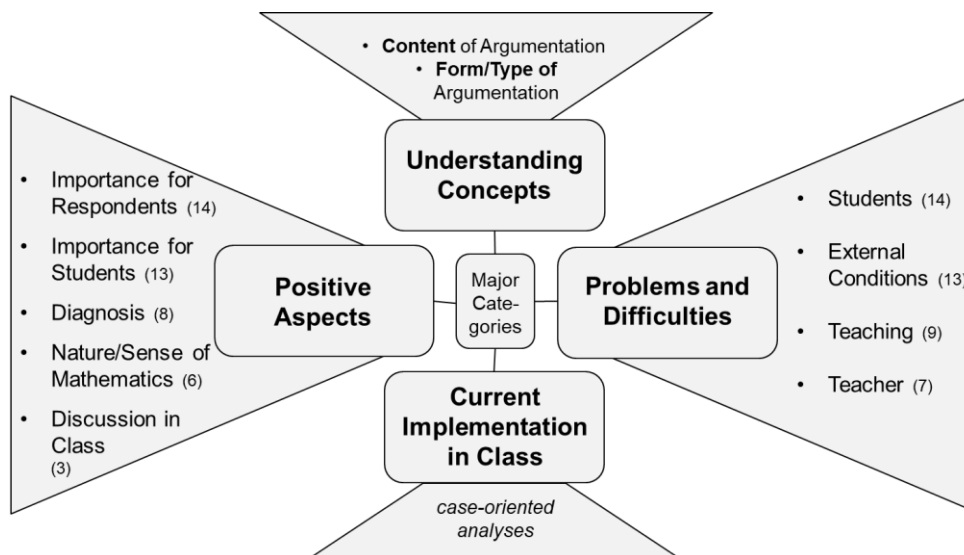 • Content of Argumentation
• Form/Type of
Argumentation
Understanding
Concepts
• Importance for
Respondents (14)
• Importance for
Students (13)
• Diagnosis (8)
• Nature/Sense of
Mathematics (6)
• Discussion in
Class
(3)
Positive
Aspects
Major
Cate-
gories
Problems and
Difficulties
• Students (14)
• External
Conditions (13)
• Teaching (9)
• Teacher (7)
Current
Implementation
in Class
case-oriented
analyses